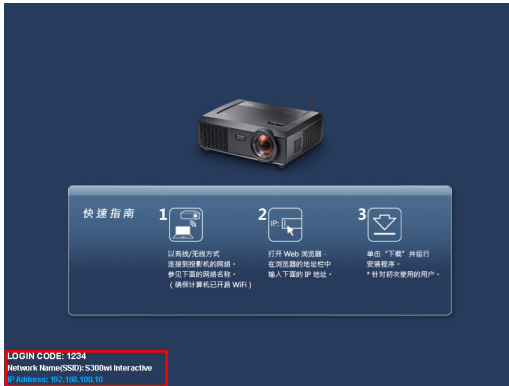 快速指南
1
以有线/无线方式
连接到投影机的网络。
参见下面的网络名称。
(确保计算机已开启 WiFi)
2
IP:
打开 Web 浏览器，
在浏览器的地址栏中
输入下面的 IP 地址。
3
单击 "下载" 并运行
安装程序。
* 针对初次使用的用户。
LOGIN CODE: 1234
Network Name(SSID): S300wi Interactive
IP Address: 192.168.100.10